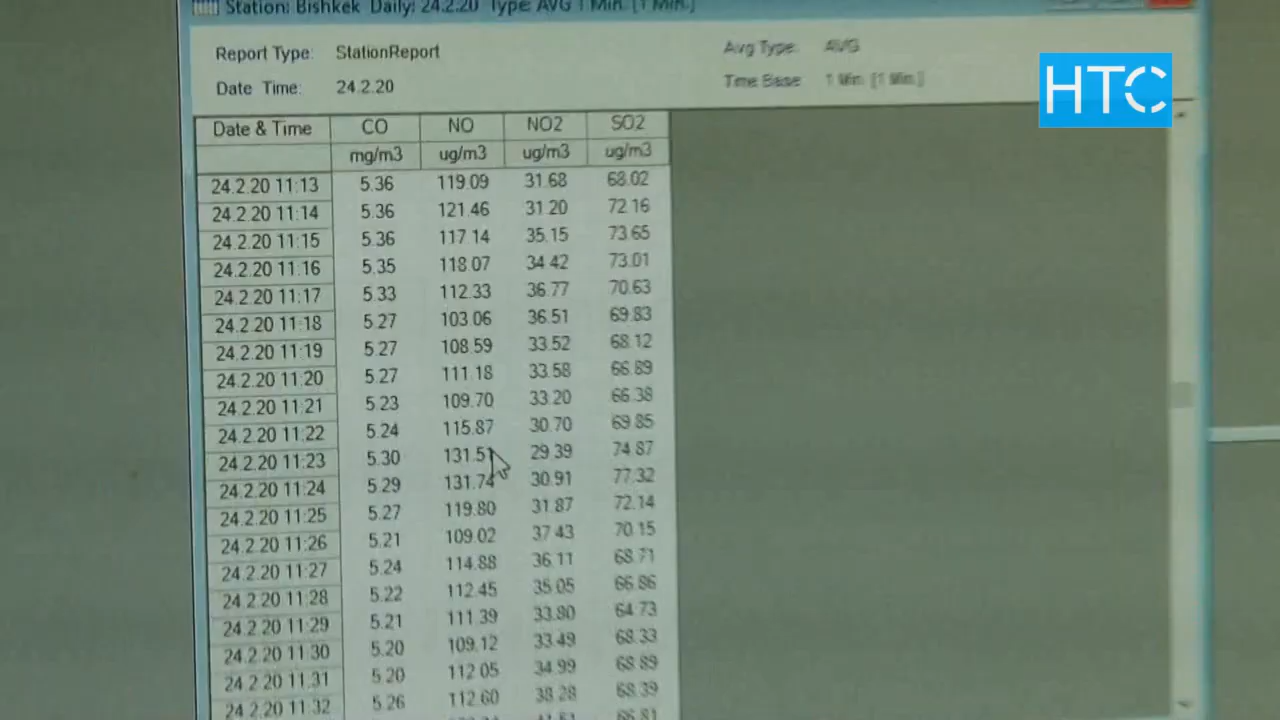 Station: Bishkek Daily: 24.2.20 Type: AVG 1 Min. [1 Min.]
Report Type: StationReport Avg Type: AVG
Date Time: 24.2.20 Time Base: 1 Min. [1 Min.]
НТС
Date & Time CO NO NO2 SO2
mg/m3 ug/m3 ug/m3 ug/m3
24.2.20 11:13 5.36 119.09 31.68 68.02
24.2.20 11:14 5.36 121.46 31.20 72.16
24.2.20 11:15 5.36 117.14 35.15 73.65
24.2.20 11:16 5.35 118.07 34.42 73.01
24.2.20 11:17 5.33 112.33 36.77 70.63
24.2.20 11:18 5.27 103.06 36.51 69.83
24.2.20 11:19 5.27 108.59 33.52 68.12
24.2.20 11:20 5.27 111.18 33.58 66.89
24.2.20 11:21 5.23 109.70 33.20 66.38
24.2.20 11:22 5.24 115.87 30.70 69.85
24.2.20 11:23 5.30 131.51 29.39 74.87
24.2.20 11:24 5.29 131.74 30.91 77.32
24.2.20 11:25 5.27 119.80 31.87 72.14
24.2.20 11:26 5.21 109.02 37.43 70.15
24.2.20 11:27 5.24 114.88 36.11 68.71
24.2.20 11:28 5.22 112.45 35.05 66.86
24.2.20 11:29 5.21 111.39 33.80 64.73
24.2.20 11:30 5.20 109.12 33.49 68.33
24.2.20 11:31 5.20 112.05 34.99 68.89
24.2.20 11:32 5.26 112.60 38.28 68.39
66.81